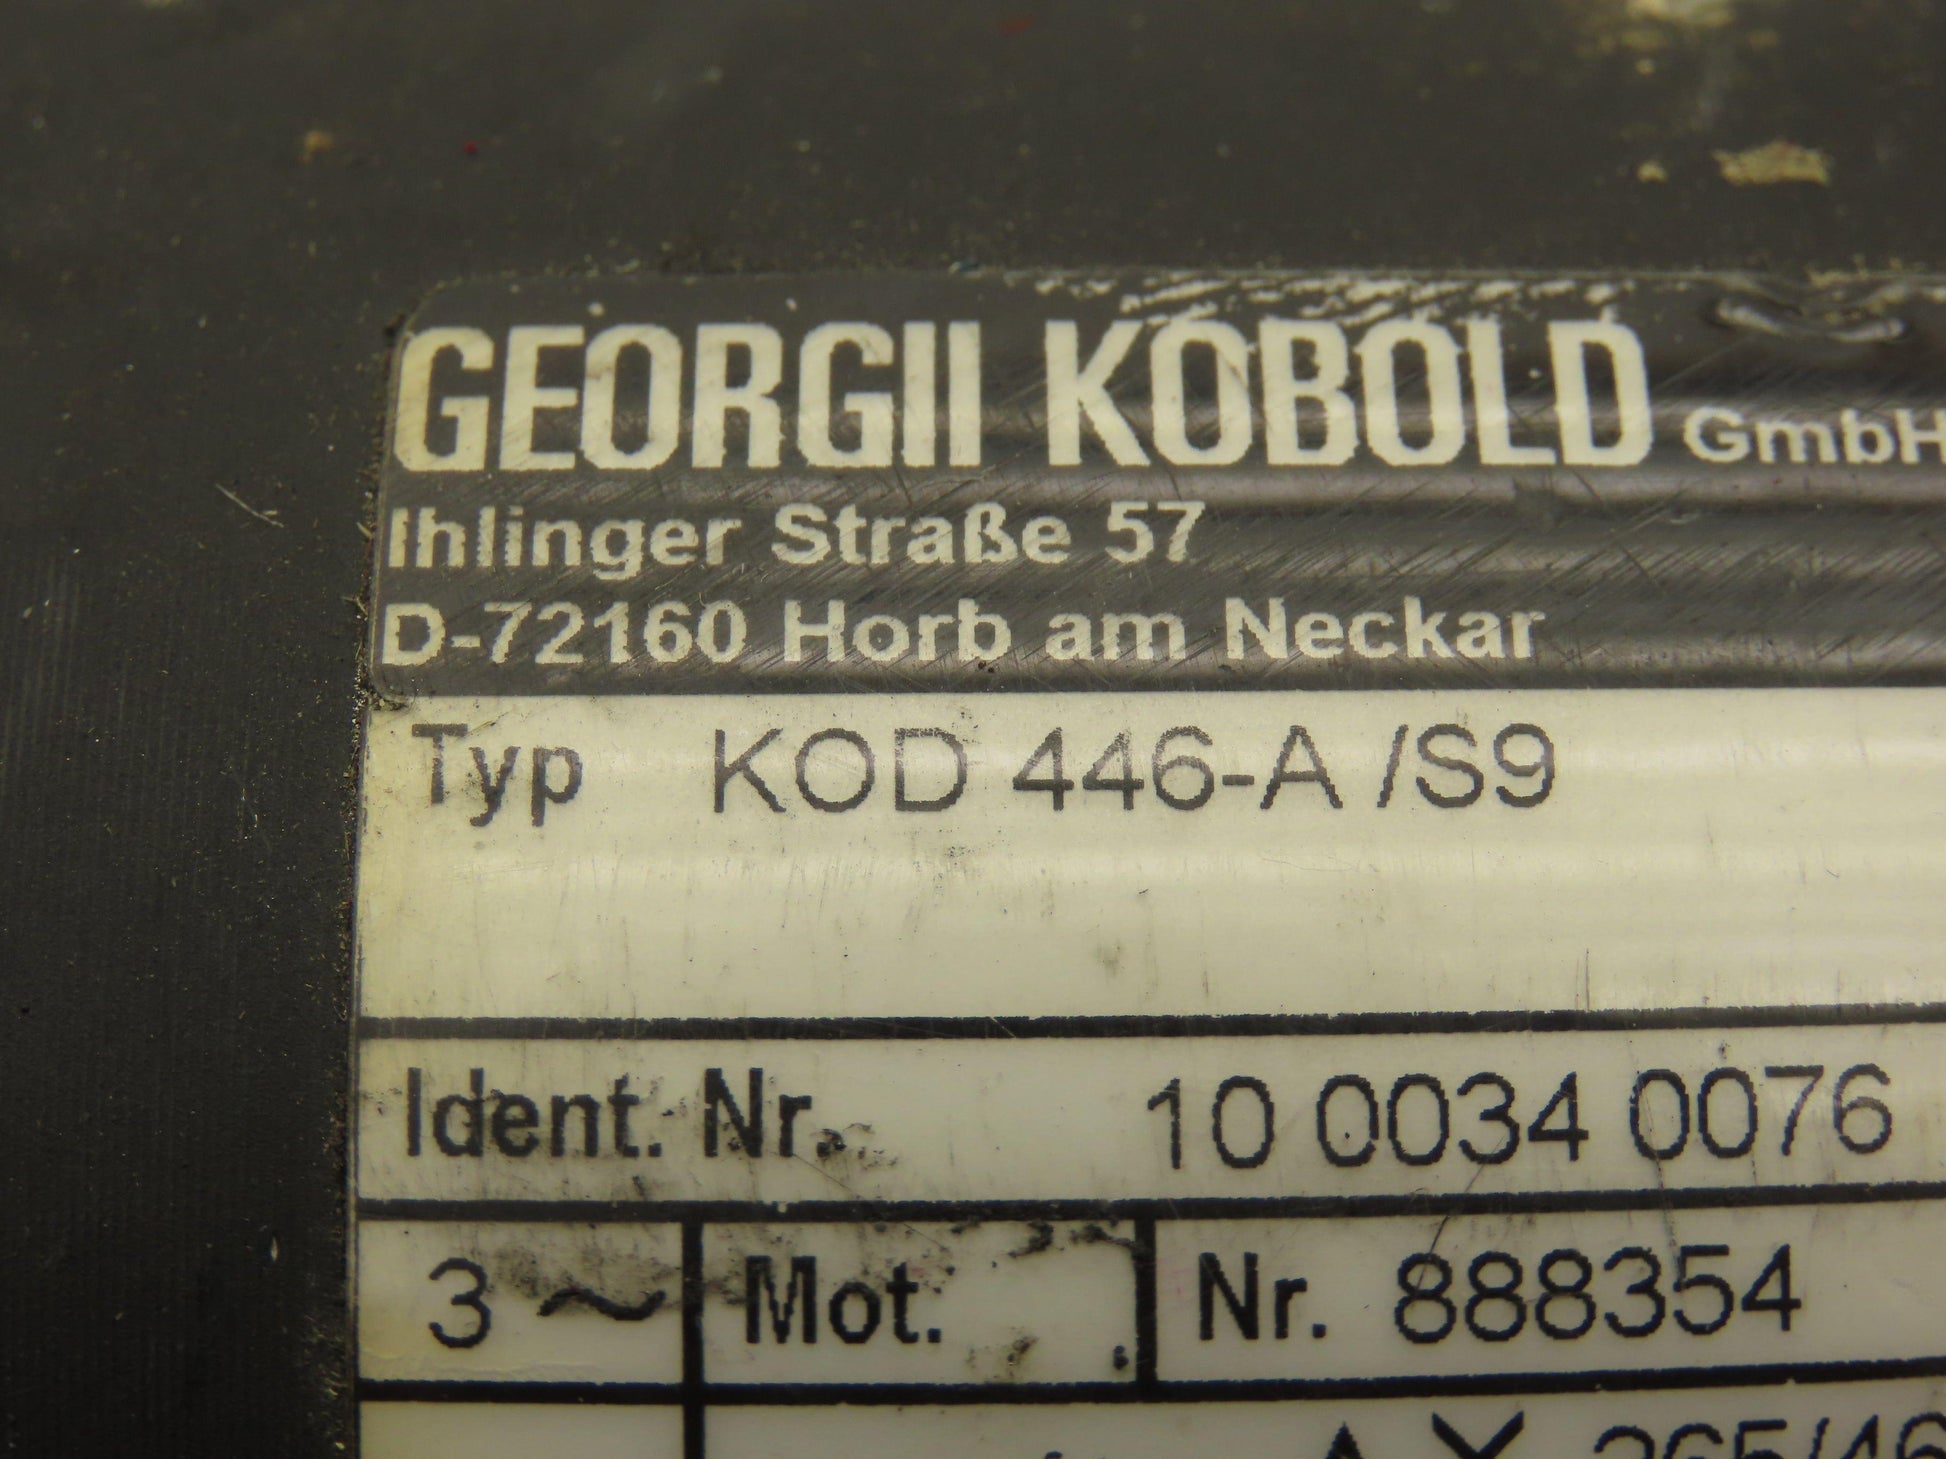 GEORGII KOBOLD GmbH
Ihlinger Straße 57
D-72160 Horb am Neckar
Typ KOD 446-A /S9
Ident. Nr. 10 0034 0076
3 ~ Mot. Nr. 888354